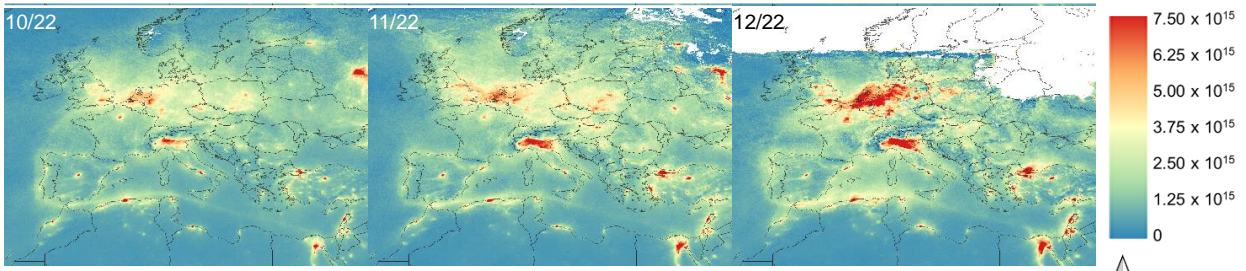 10/22
11/22
12/22
7.50 x 10¹⁵
6.25 x 10¹⁵
5.00 x 10¹⁵
3.75 x 10¹⁵
2.50 x 10¹⁵
1.25 x 10¹⁵
0